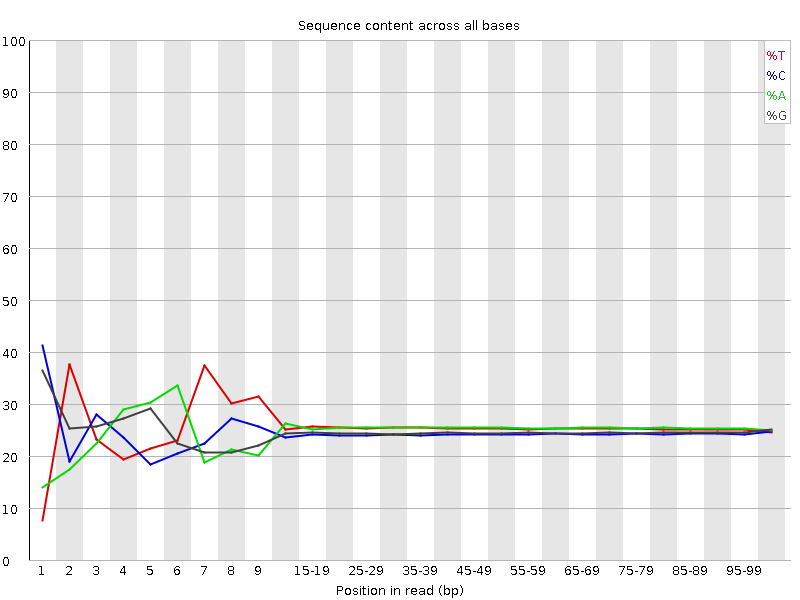 Sequence content across all bases
100
90
80
70
60
50
40
30
20
10
0
%T
%C
%A
%G
1 2 3 4 5 6 7 8 9 15-19 25-29 35-39 45-49 55-59 65-69 75-79 85-89 95-99
Position in read (bp)